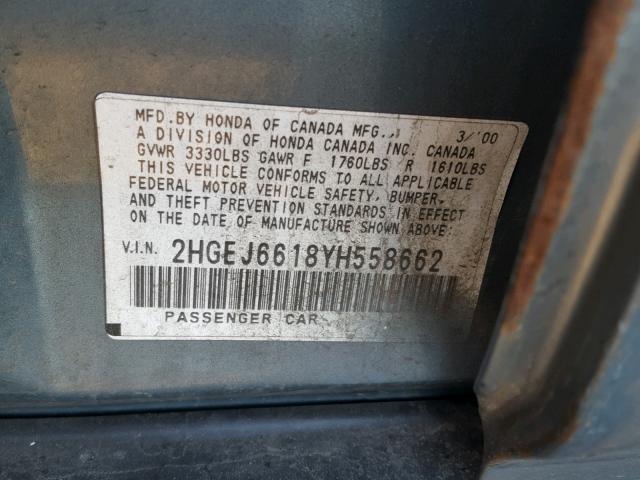 MFD. BY HONDA OF CANADA MFG., 3/'00
A DIVISION OF HONDA CANADA INC. CANADA
GVWR 3330LBS GAWR F 1760LBS R 1610LBS
THIS VEHICLE CONFORMS TO ALL APPLICABLE
FEDERAL MOTOR VEHICLE SAFETY, BUMPER,
AND THEFT PREVENTION STANDARDS IN EFFECT
ON THE DATE OF MANUFACTURE SHOWN ABOVE:
V.I.N. 2HGEJ6618YH558662
PASSENGER CAR